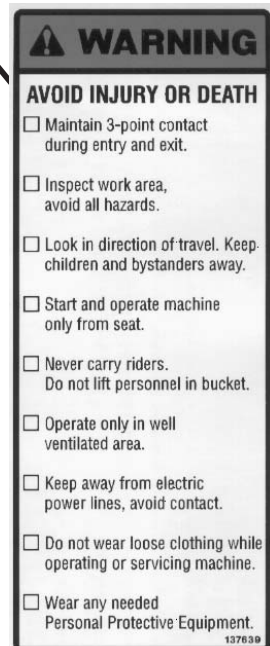 WARNING
AVOID INJURY OR DEATH
Maintain 3-point contact
during entry and exit.
Inspect work area,
avoid all hazards.
Look in direction of travel. Keep
children and bystanders away.
Start and operate machine
only from seat.
Never carry riders.
Do not lift personnel in bucket.
Operate only in well
ventilated area.
Keep away from electric
power lines, avoid contact.
Do not wear loose clothing while
operating or servicing machine.
Wear any needed
Personal Protective Equipment.
137639